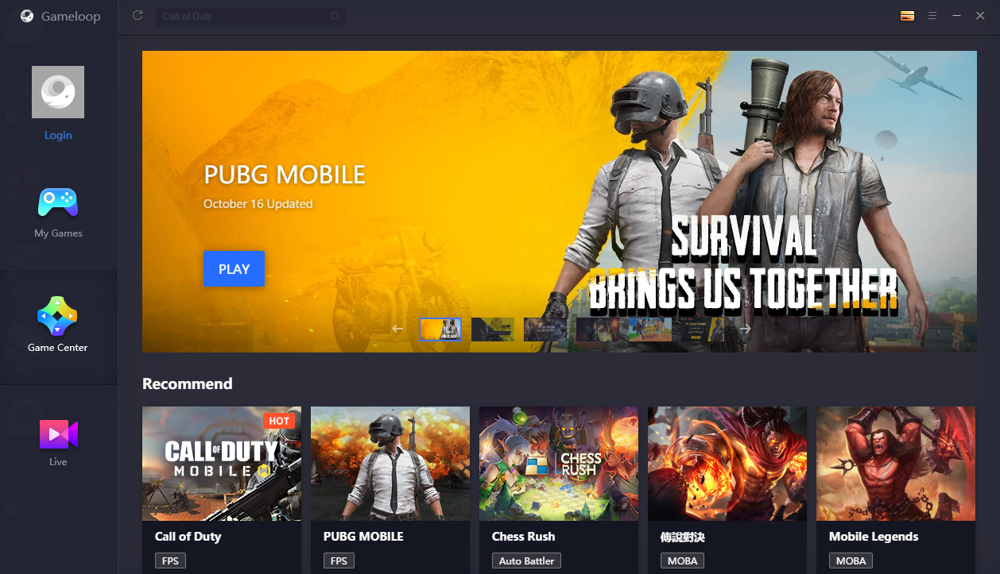 Gameloop
Call of Duty
Login
My Games
Game Center
Live
PUBG MOBILE
October 16 Updated
PLAY
SURVIVAL
BRINGS US TOGETHER
Recommend
HOT
CALL OF DUTY
MOBILE
CHESS
RUSH
Call of Duty
PUBG MOBILE
Chess Rush
傳說對決
Mobile Legends
FPS
FPS
Auto Battler
MOBA
MOBA